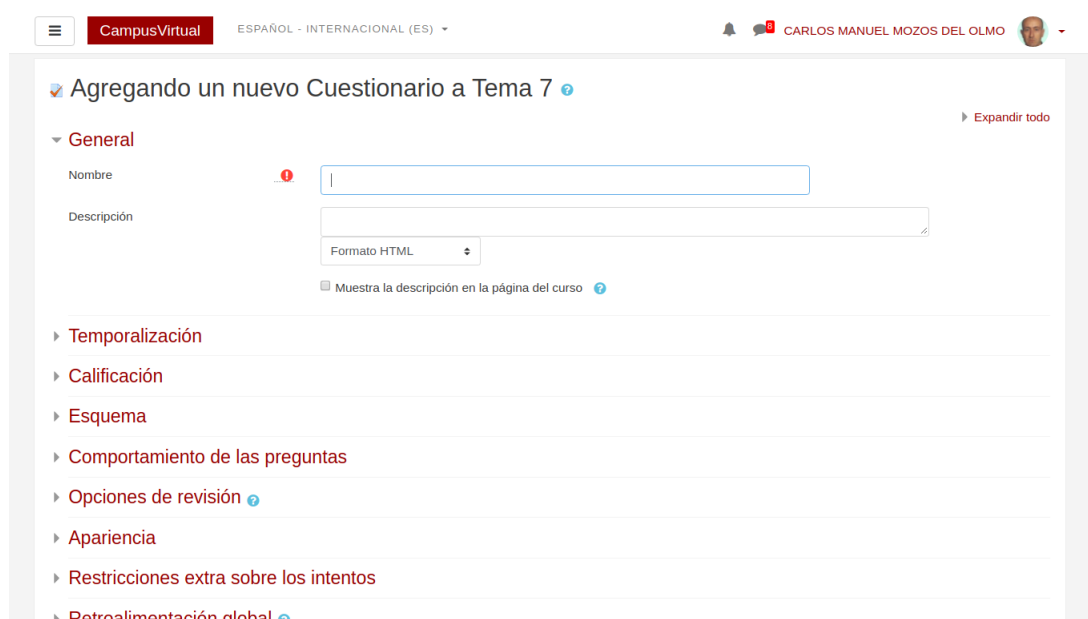 CampusVirtual ESPAÑOL - INTERNACIONAL (ES) 8 CARLOS MANUEL MOZOS DEL OLMO
Agregando un nuevo Cuestionario a Tema 7
Expandir todo
General
Nombre
Descripción
Formato HTML
Muestra la descripción en la página del curso
Temporalización
Calificación
Esquema
Comportamiento de las preguntas
Opciones de revisión
Apariencia
Restricciones extra sobre los intentos
Retroalimentación global